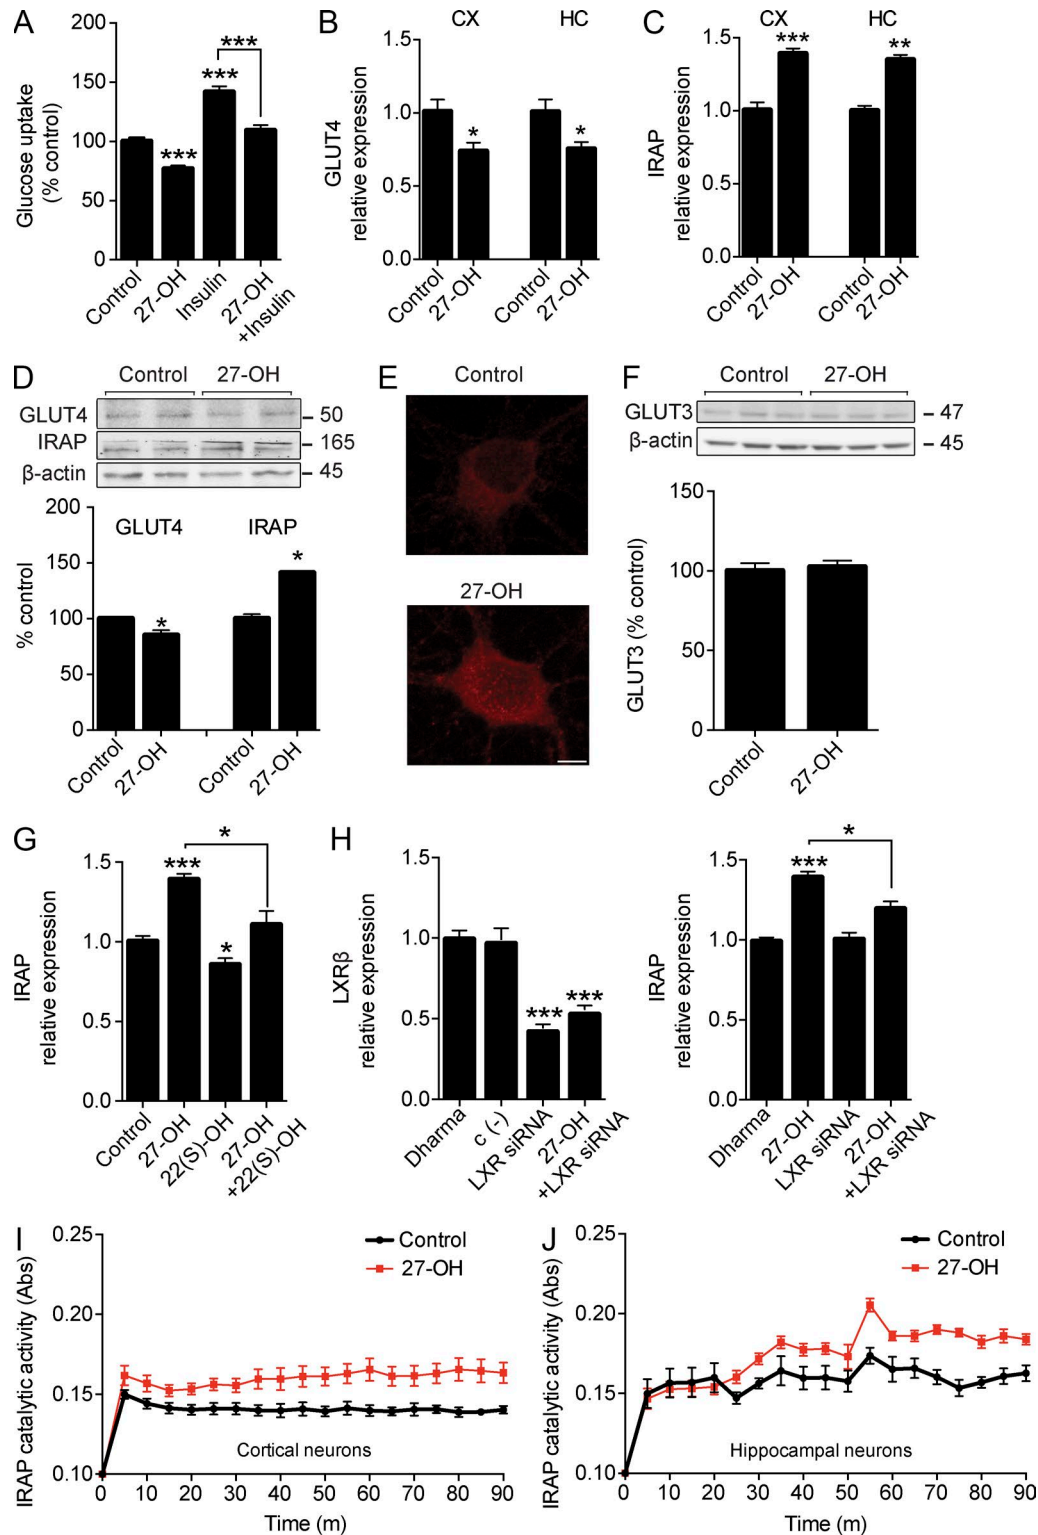 A
Glucose uptake
(% control)
200
150
100
50
0
***
***
***
Control
27-OH
Insulin
27-OH
+Insulin
B
CX
HC
GLUT4
relative expression
1.5
1.0
0.5
0.0
*
*
Control
27-OH
Control
27-OH
C
CX
HC
IRAP
relative expression
1.5
1.0
0.5
0.0
***
**
Control
27-OH
Control
27-OH
D
Control
27-OH
GLUT4
50
IRAP
165
β-actin
45
% control
200
150
100
50
0
GLUT4
IRAP
*
*
Control
27-OH
Control
27-OH
E
Control
27-OH
F
Control
27-OH
GLUT3
47
β-actin
45
GLUT3 (% control)
150
100
50
0
Control
27-OH
G
IRAP
relative expression
1.5
1.0
0.5
0.0
***
*
*
Control
27-OH
22(S)-OH
27-OH
+22(S)-OH
H
LXRβ
relative expression
1.5
1.0
0.5
0.0
***
***
Dharma
c (-)
LXR siRNA
27-OH
+LXR siRNA
IRAP
relative expression
1.5
1.0
0.5
0.0
***
*
Dharma
27-OH
LXR siRNA
27-OH
+LXR siRNA
I
IRAP catalytic activity (Abs)
0.25
0.20
0.15
0.10
Control
27-OH
Cortical neurons
0 10 20 30 40 50 60 70 80 90
Time (m)
J
IRAP catalytic activity (Abs)
0.25
0.20
0.15
0.10
Control
27-OH
Hippocampal neurons
0 10 20 30 40 50 60 70 80 90
Time (m)